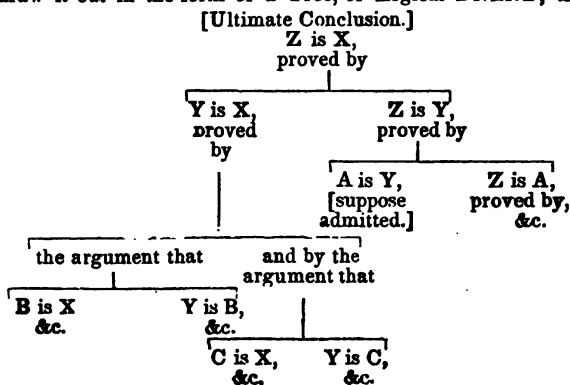 [Ultimate Conclusion.]
Z is X,
proved by
Y is X,
proved
by
Z is Y,
proved by
A is Y,
[suppose
admitted.]
Z is A,
proved by,
&c.
the argument that
and by the
argument that
B is X
&c.
Y is B,
&c.
C is X,
&c.
Y is C,
&c.